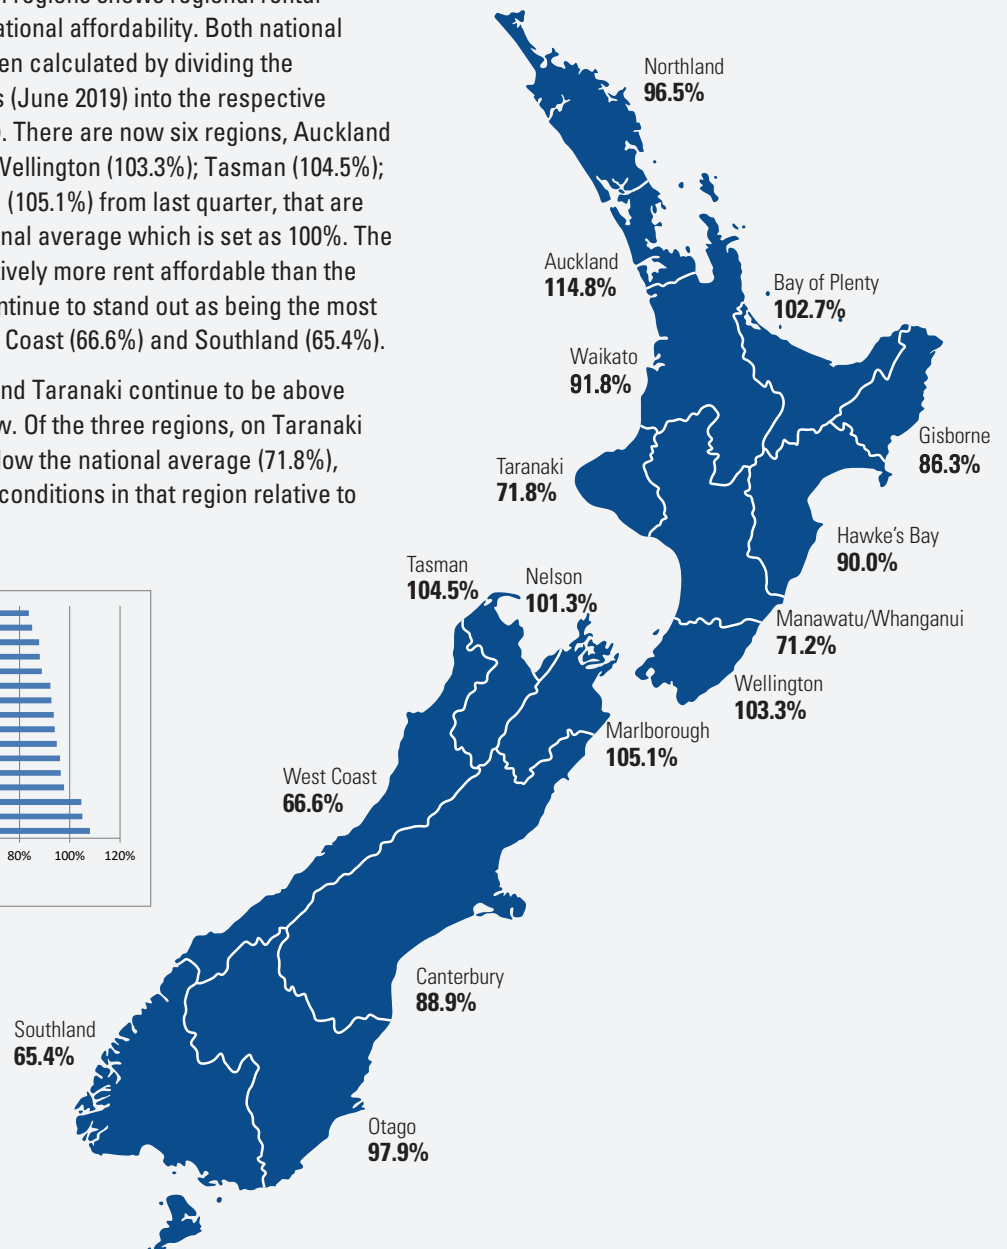 regions shows regional rental
ational affordability. Both national
en calculated by dividing the
(June 2019) into the respective
. There are now six regions, Auckland
Wellington (103.3%); Tasman (104.5%);
(105.1%) from last quarter, that are
nal average which is set as 100%. The
tively more rent affordable than the
ntinue to stand out as being the most
Coast (66.6%) and Southland (65.4%).
nd Taranaki continue to be above
w. Of the three regions, on Taranaki
low the national average (71.8%),
conditions in that region relative to
80% 100% 120%
Northland
96.5%
Auckland
114.8%
Bay of Plenty
102.7%
Waikato
91.8%
Gisborne
86.3%
Taranaki
71.8%
Hawke's Bay
90.0%
Tasman
104.5%
Nelson
101.3%
Manawatu/Whanganui
71.2%
Wellington
103.3%
Marlborough
105.1%
West Coast
66.6%
Canterbury
88.9%
Southland
65.4%
Otago
97.9%